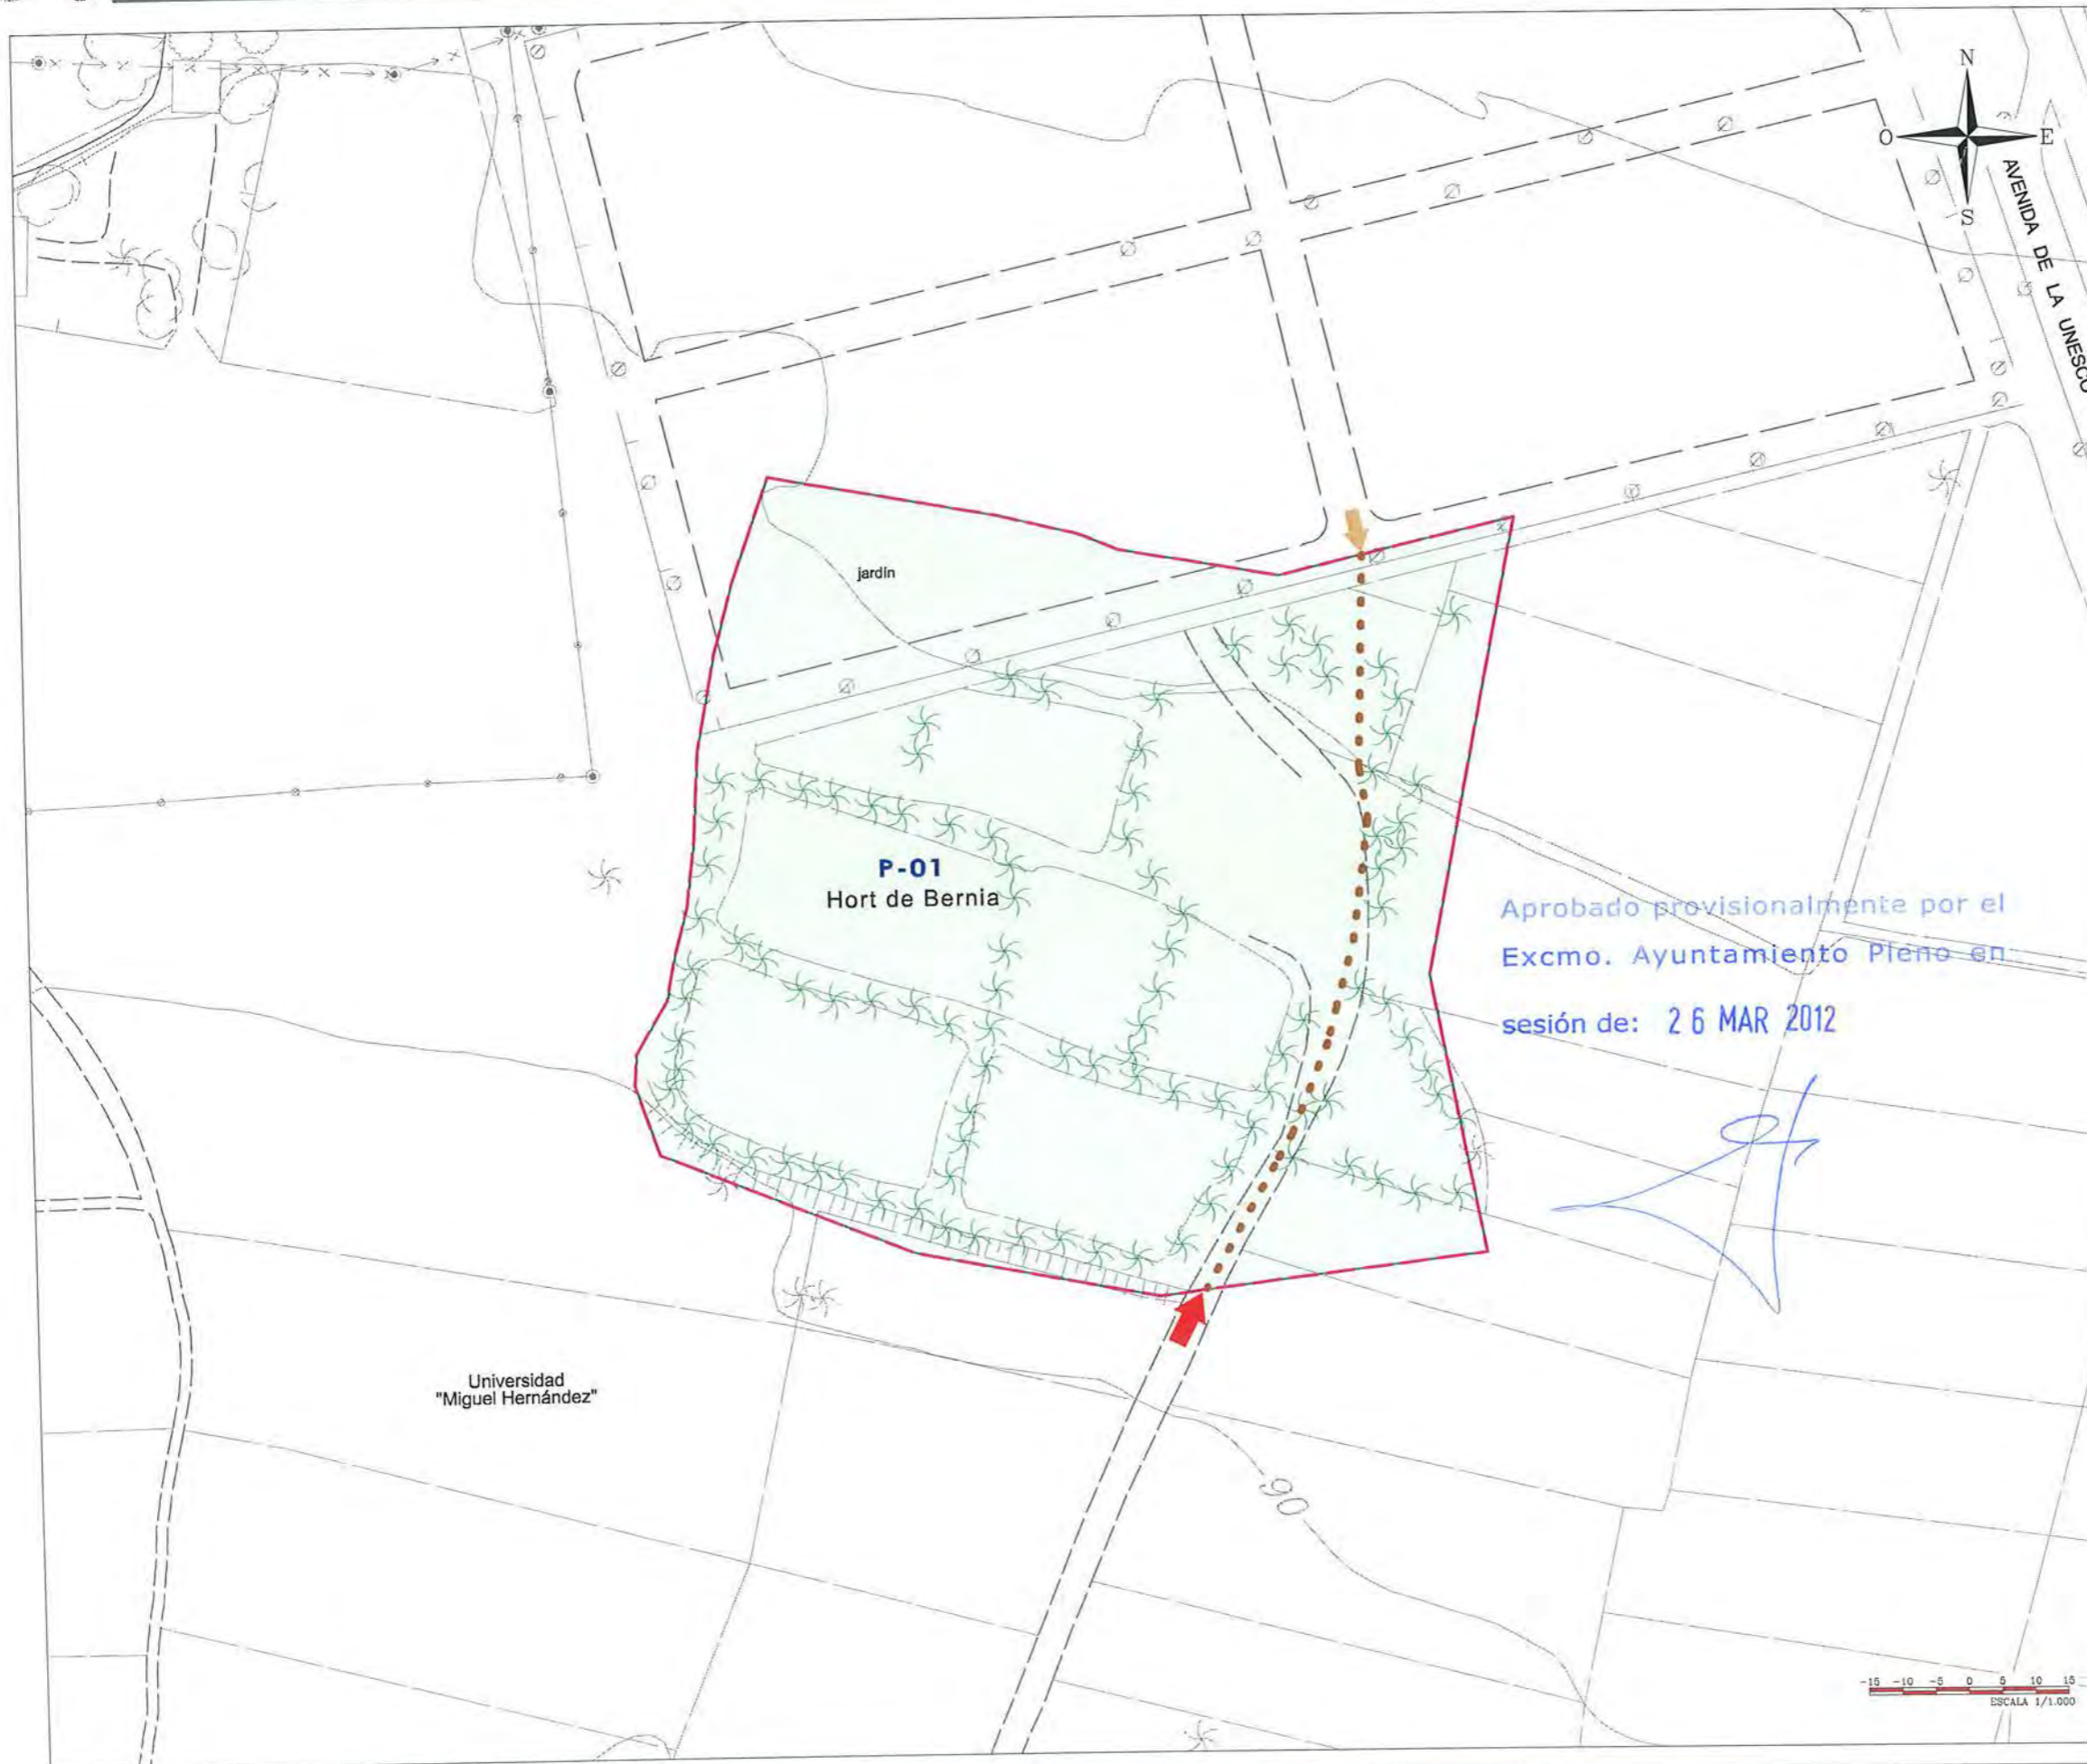 N
O
E
S
AVENIDA DE LA UNESCO
jardín
P-01
Hort de Bernia
Aprobado provisionalmente por el
Excmo. Ayuntamiento Pleno en
sesión de: 26 MAR 2012
Universidad
"Miguel Hernández"
90
-15 -10 -5 0 5 10 15
ESCALA 1/1.000